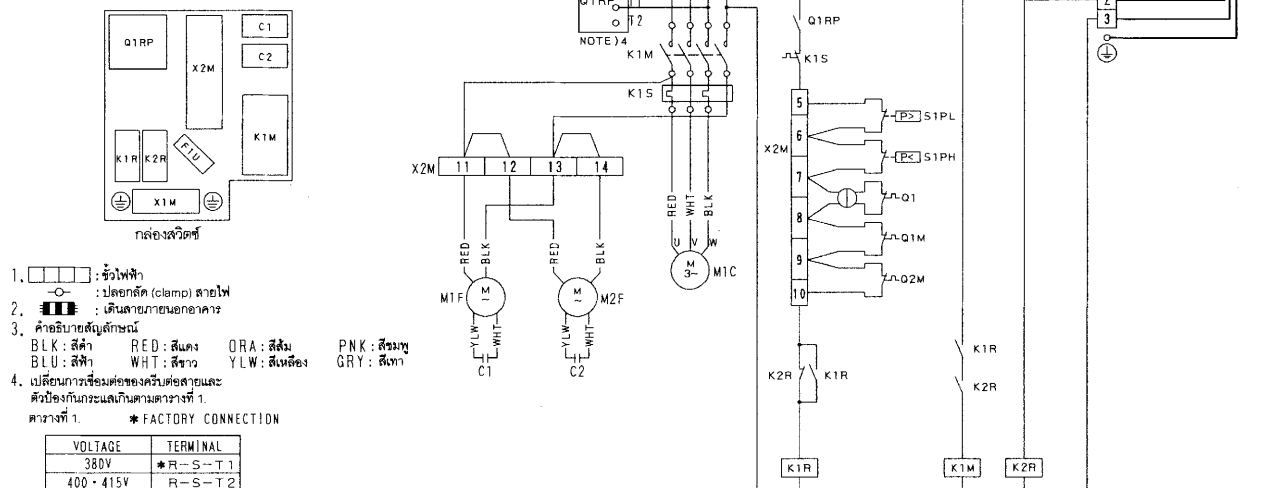 Q1RP
C1
C2
X2M
K1M
K1R
K2R
F1U
X1M
กล่องสวิตซ์
T2
NOTE)4
K1M
K1S
X2M 11 12 13 14
RED
BLK
RED
BLK
RED
WHT
BLK
U V W
M
3~
M1C
M1F
M
~
M
~
M2F
YLW
WHT
YLW
WHT
C1
C2
Q1RP
K1S
X2M
5
6
7
8
9
10
P> S1PL
P< S1PH
Q1
Q1M
Q2M
K2R
K1R
K1R
K2R
K1R
K1M
K2R
3
1. : ขั้วไฟฟ้า
: ปลอกลัด (clamp) สายไฟ
2. : เดินสายภายนอกอาคาร
3. คำอธิบายสัญลักษณ์
BLK : สีดำ RED : สีแดง ORA : สีส้ม PNK : สีชมพู
BLU : สีฟ้า WHT : สีขาว YLW : สีเหลือง GRY : สีเทา
4. เปลี่ยนการเชื่อมต่อของครีบต่อสายและ
ตัวป้องกันกระแสเกินตามตารางที่ 1.
ตารางที่ 1. * FACTORY CONNECTION
VOLTAGE TERMINAL
380V *R-S-T1
400・415V R-S-T2